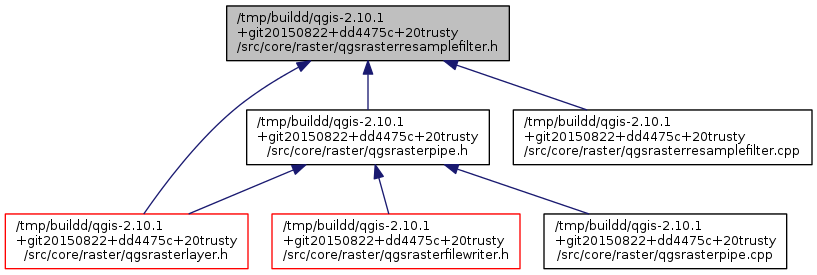 /tmp/buildd/qgis-2.10.1
+git20150822+dd4475c+20trusty
/src/core/raster/qgsrasterresamplefilter.h
/tmp/buildd/qgis-2.10.1
+git20150822+dd4475c+20trusty
/src/core/raster/qgsrasterpipe.h
/tmp/buildd/qgis-2.10.1
+git20150822+dd4475c+20trusty
/src/core/raster/qgsrasterresamplefilter.cpp
/tmp/buildd/qgis-2.10.1
+git20150822+dd4475c+20trusty
/src/core/raster/qgsrasterlayer.h
/tmp/buildd/qgis-2.10.1
+git20150822+dd4475c+20trusty
/src/core/raster/qgsrasterfilewriter.h
/tmp/buildd/qgis-2.10.1
+git20150822+dd4475c+20trusty
/src/core/raster/qgsrasterpipe.cpp